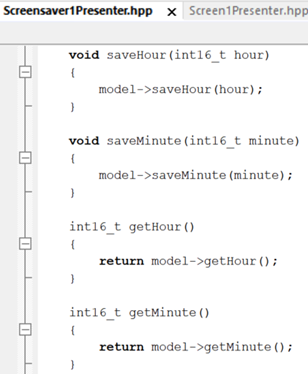 Screensaver1Presenter.hpp x Screen1Presenter.hpp
void saveHour(int16_t hour)
{
model->saveHour(hour);
}
void saveMinute(int16_t minute)
{
model->saveMinute(minute);
}
int16_t getHour()
{
return model->getHour();
}
int16_t getMinute()
{
return model->getMinute();
}